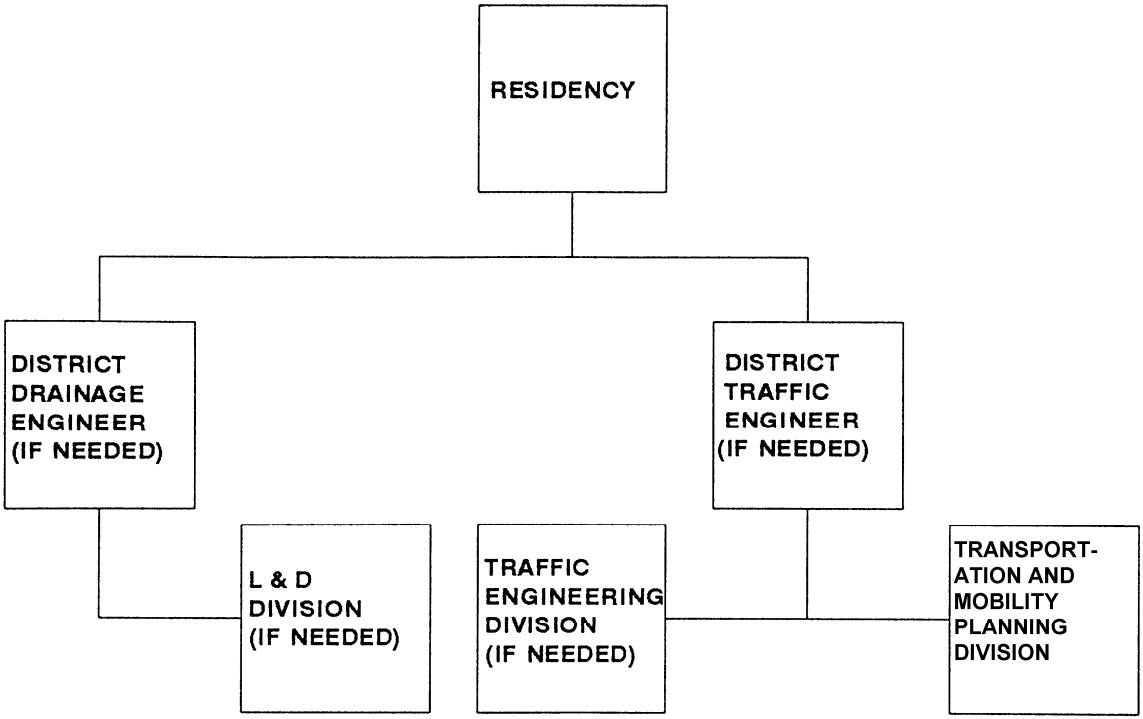 RESIDENCY
DISTRICT
DRAINAGE
ENGINEER
(IF NEEDED)
DISTRICT
TRAFFIC
ENGINEER
(IF NEEDED)
L & D
DIVISION
(IF NEEDED)
TRAFFIC
ENGINEERING
DIVISION
(IF NEEDED)
TRANSPORT-
ATION AND
MOBILITY
PLANNING
DIVISION